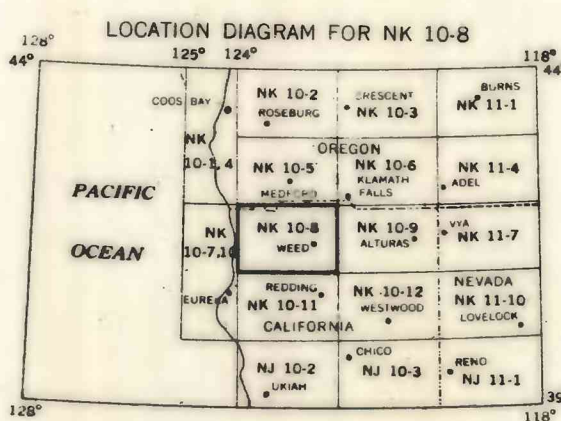 LOCATION DIAGRAM FOR NK 10-8
128° 125° 124° 118°
44° 44
COOS BAY NK 10-2 CRESCENT BURNS
ROSEBURG NK 10-3 NK 11-1
NK OREGON
10-1,4 NK 10-5 NK 10-6 NK 11-4
MEDFORD KLAMATH FALLS ADEL
PACIFIC
OCEAN
NK NK 10-8 NK 10-9 VYA
10-7,10 WEED ALTURAS NK 11-7
EUREKA REDDING NK 10-12 NEVADA
NK 10-11 WESTWOOD NK 11-10
CALIFORNIA LOVELOCK
NJ 10-2 CHICO RENO
UKIAH NJ 10-3 NJ 11-1
39
128° 118°